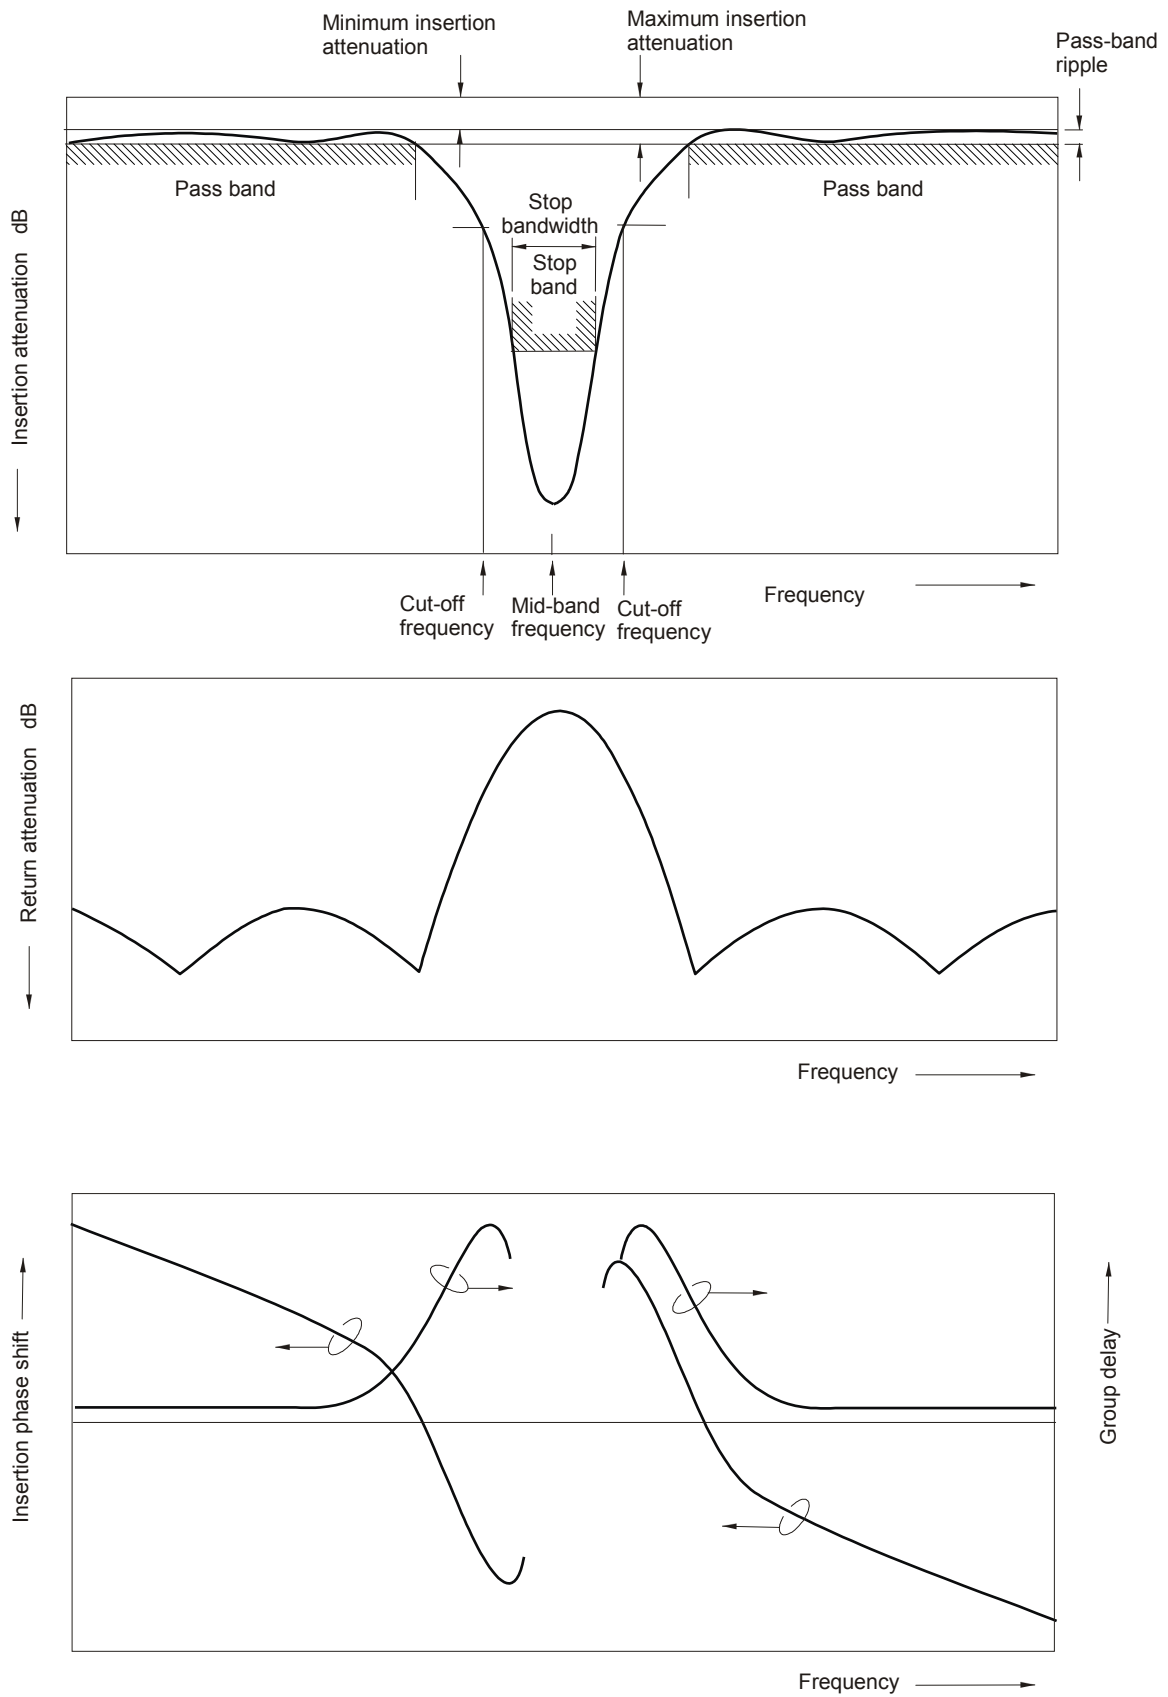 Minimum insertion
attenuation
Maximum insertion
attenuation
Pass-band
ripple
Pass band
Pass band
Stop
bandwidth
Stop
band
Insertion attenuation dB
Cut-off
frequency
Mid-band
frequency
Cut-off
frequency
Frequency
Return attenuation dB
Frequency
Insertion phase shift
Group delay
Frequency